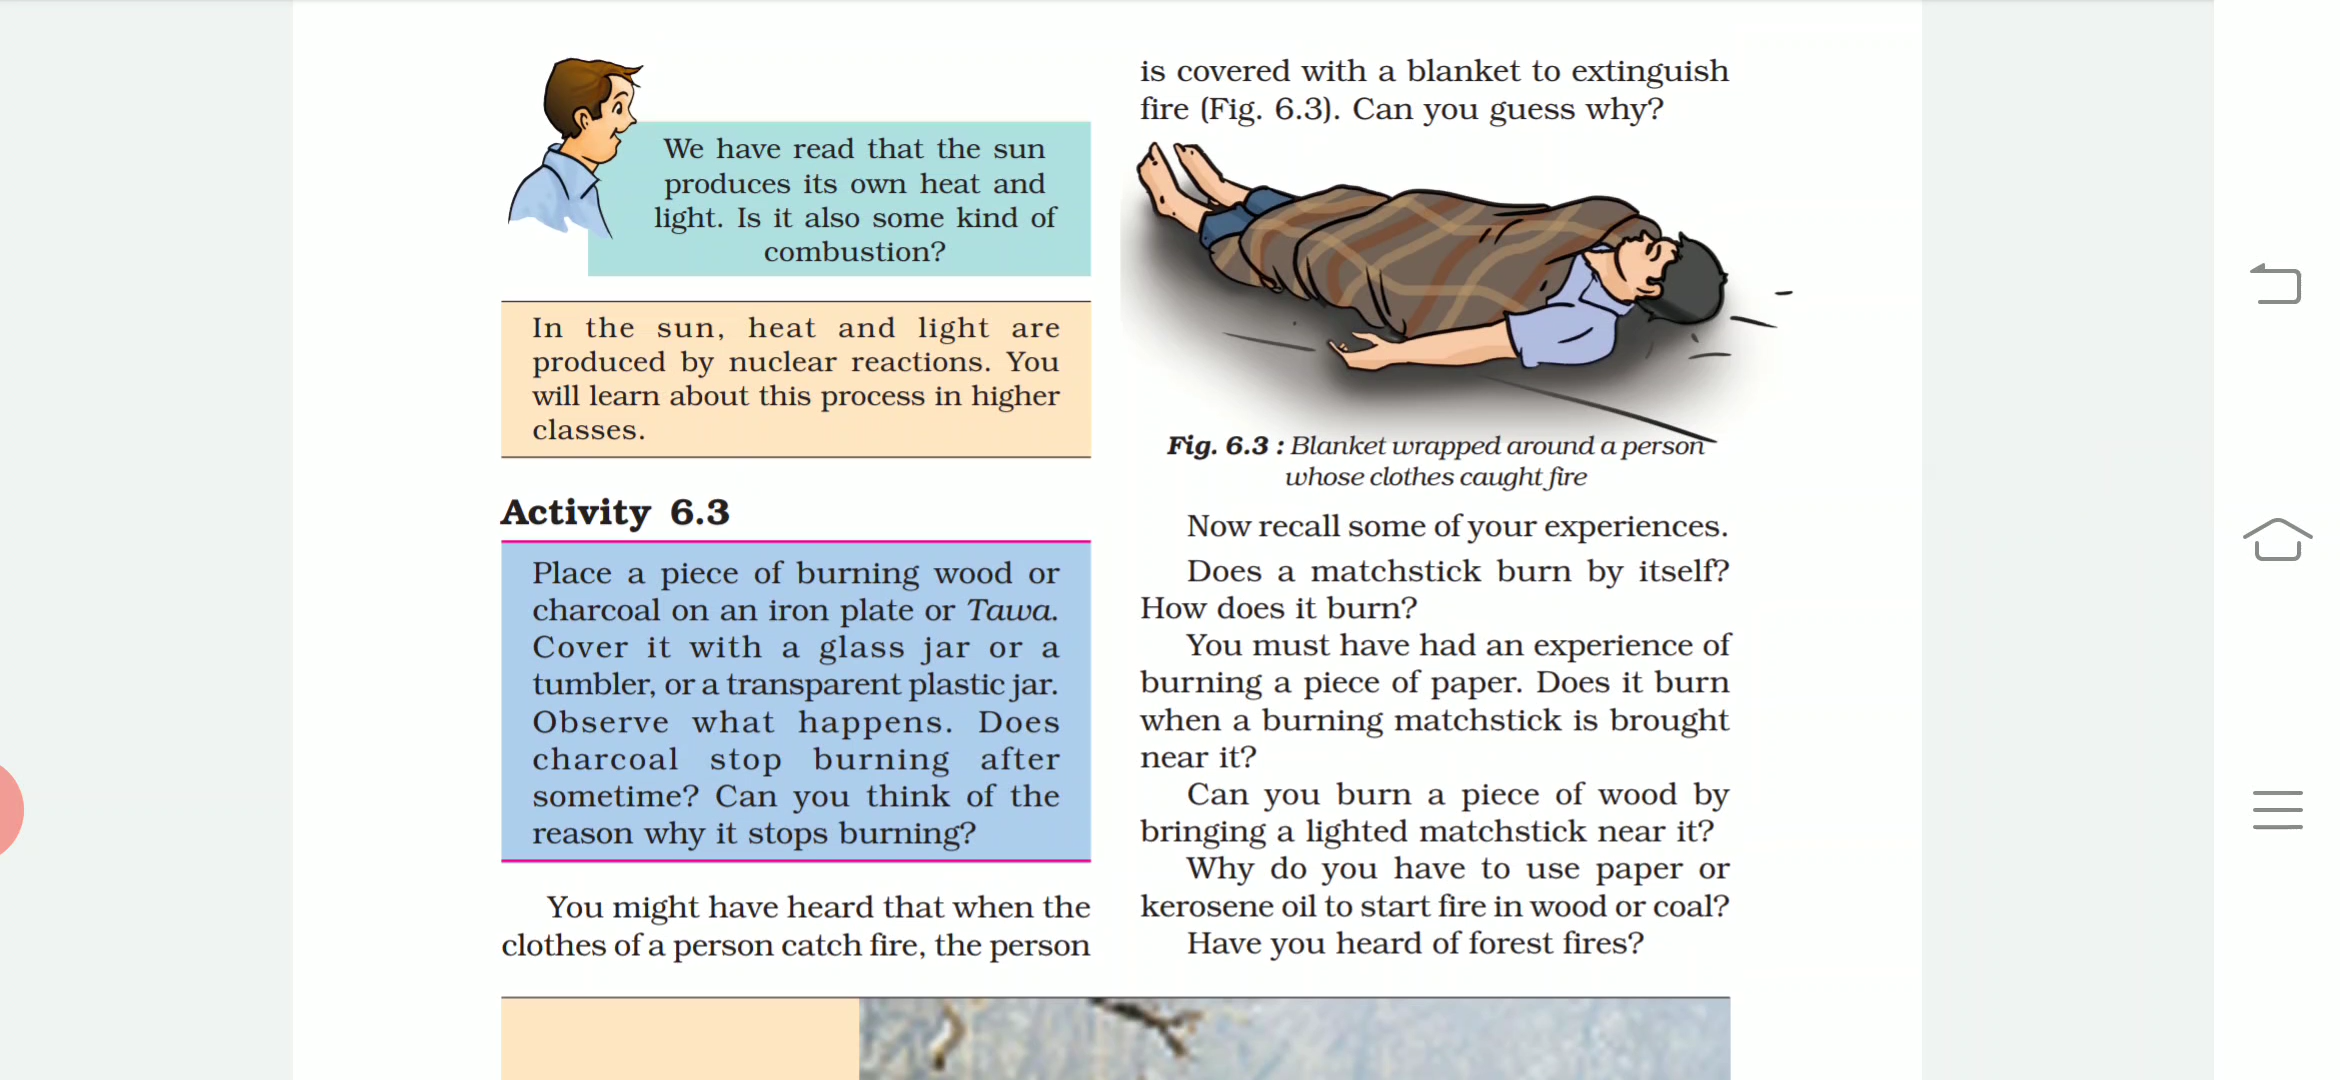 We have read that the sun
produces its own heat and
light. Is it also some kind of
combustion?
In the sun, heat and light are
produced by nuclear reactions. You
will learn about this process in higher
classes.
Activity 6.3
Place a piece of burning wood or
charcoal on an iron plate or Tawa.
Cover it with a glass jar or a
tumbler, or a transparent plastic jar.
Observe what happens. Does
charcoal stop burning after
sometime? Can you think of the
reason why it stops burning?
You might have heard that when the
clothes of a person catch fire, the person
is covered with a blanket to extinguish
fire (Fig. 6.3). Can you guess why?
Fig. 6.3 : Blanket wrapped around a person
whose clothes caught fire
Now recall some of your experiences.
Does a matchstick burn by itself?
How does it burn?
You must have had an experience of
burning a piece of paper. Does it burn
when a burning matchstick is brought
near it?
Can you burn a piece of wood by
bringing a lighted matchstick near it?
Why do you have to use paper or
kerosene oil to start fire in wood or coal?
Have you heard of forest fires?